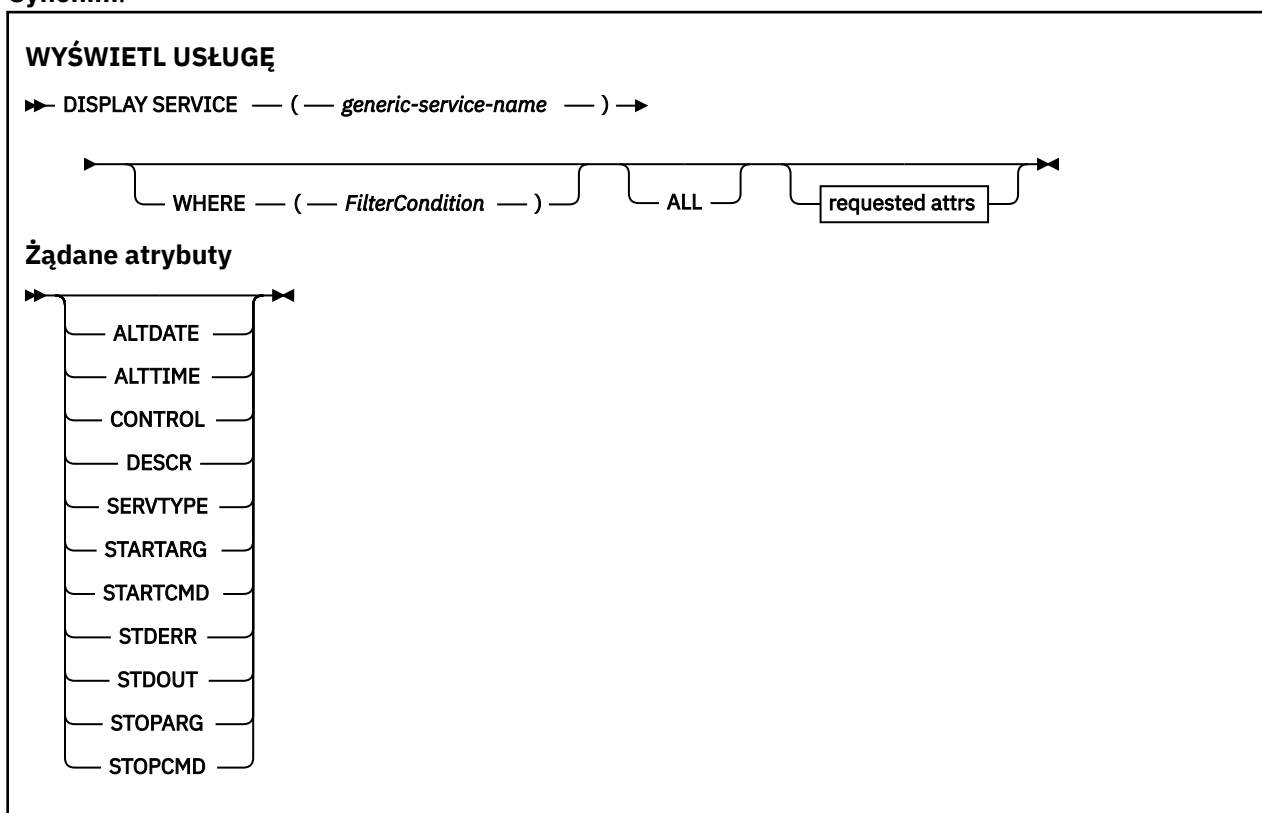 WYŚWIETL USŁUGĘ
DISPLAY SERVICE ( generic-service-name )
WHERE ( FilterCondition ) ALL requested attrs
Żądane atrybuty
ALTDATE
ALTTIME
CONTROL
DESCR
SERVTYPE
STARTARG
STARTCMD
STDERR
STDOUT
STOPARG
STOPCMD